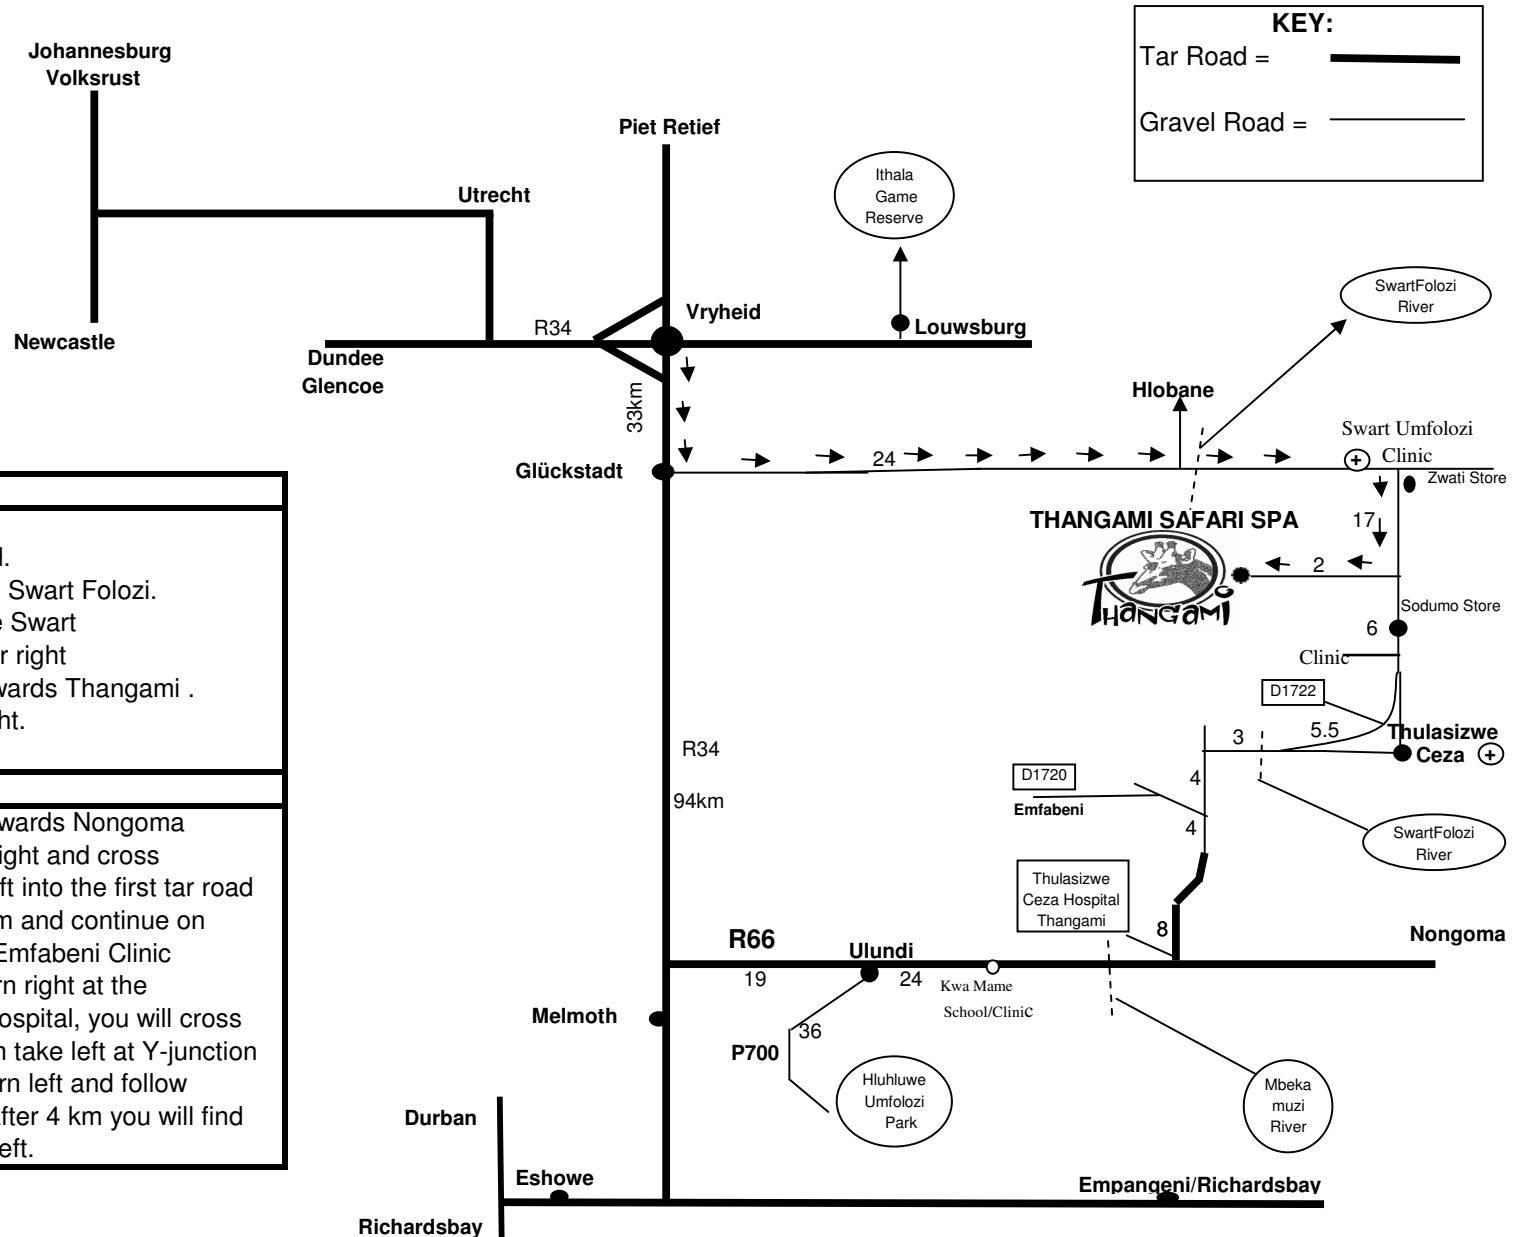 KEY:
Tar Road =
Gravel Road =
Johannesburg
Volksrust
Piet Retief
Utrecht
Ithala
Game
Reserve
SwartFolozi
River
Vryheid
R34
Louwsburg
Newcastle
Dundee
Glencoe
33km
Hlobane
Swart Umfolozi
Clinic
Glückstadt
24
Zwati Store
THANGAMI SAFARI SPA
17
2
THANGAMI
Sodumo Store
6
Clinic
D1722
l.
Swart Folozi.
e Swart
r right
wards Thangami .
ht.
R34
94km
3
5.5
Thulasizwe
Ceza
D1720
Emfabeni
4
4
SwartFolozi
River
wards Nongoma
ight and cross
ft into the first tar road
m and continue on
Emfabeni Clinic
rn right at the
ospital, you will cross
n take left at Y-junction
rn left and follow
after 4 km you will find
eft.
Thulasizwe
Ceza Hospital
Thangami
8
Nongoma
R66
Ulundi
19
24
Kwa Mame
School/Clinic
Melmoth
36
P700
Hluhluwe
Umfolozi
Park
Mbeka
muzi
River
Durban
Eshowe
Empangeni/Richardsbay
Richardsbay